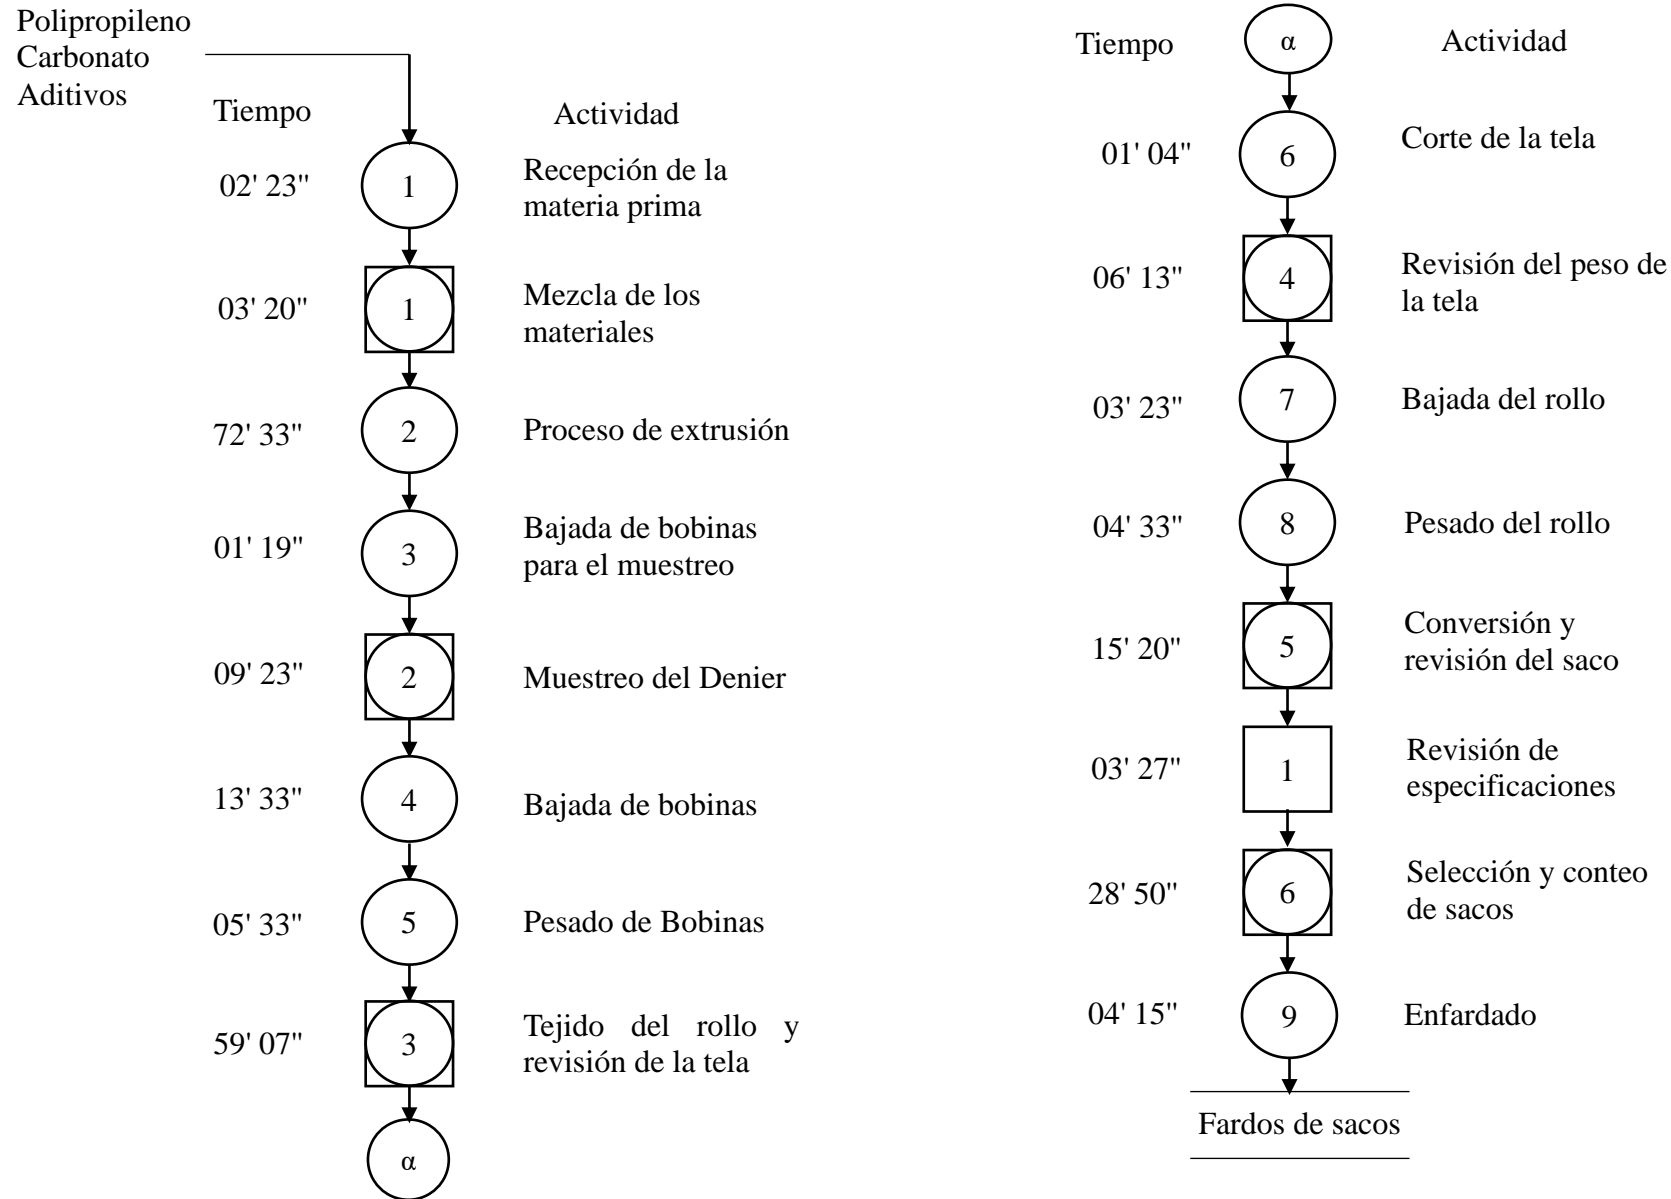 Polipropileno
Carbonato
Aditivos
Tiempo
Actividad
02' 23"
1
Recepción de la
materia prima
03' 20"
1
Mezcla de los
materiales
72' 33"
2
Proceso de extrusión
01' 19"
3
Bajada de bobinas
para el muestreo
09' 23"
2
Muestreo del Denier
13' 33"
4
Bajada de bobinas
05' 33"
5
Pesado de Bobinas
59' 07"
3
Tejido del rollo y
revisión de la tela
α
Tiempo
α
Actividad
01' 04"
6
Corte de la tela
06' 13"
4
Revisión del peso de
la tela
03' 23"
7
Bajada del rollo
04' 33"
8
Pesado del rollo
15' 20"
5
Conversión y
revisión del saco
03' 27"
1
Revisión de
especificaciones
28' 50"
6
Selección y conteo
de sacos
04' 15"
9
Enfardado
Fardos de sacos